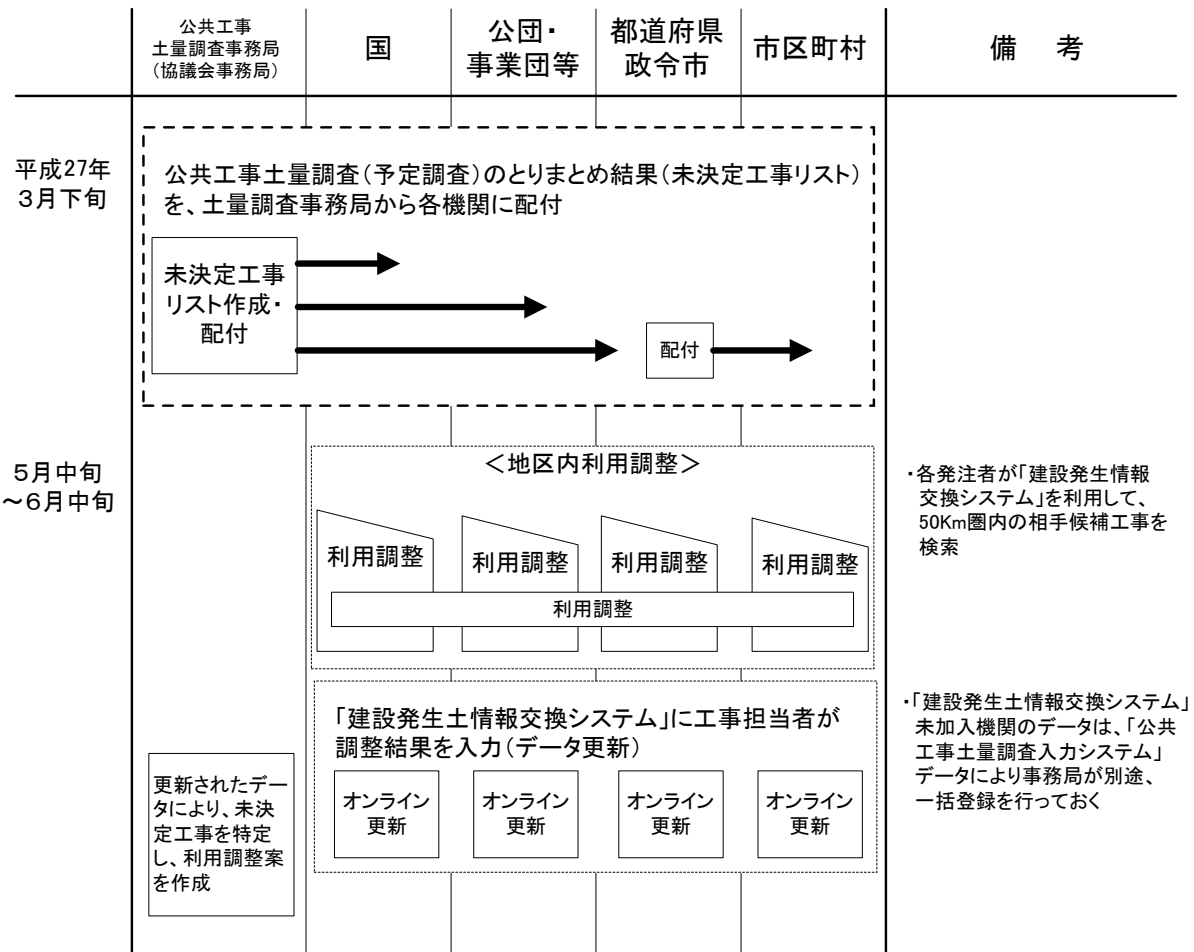 公共工事
土量調査事務局
（協議会事務局）
国
公団・
事業団等
都道府県
政令市
市区町村
備　考
平成27年
3月下旬
公共工事土量調査（予定調査）のとりまとめ結果（未決定工事リスト）
を、土量調査事務局から各機関に配付
未決定工事
リスト作成・
配付
配付
5月中旬
～6月中旬
＜地区内利用調整＞
利用調整
利用調整
利用調整
利用調整
利用調整
・各発注者が「建設発生情報
交換システム」を利用して、
50Km圏内の相手候補工事を
検索
「建設発生土情報交換システム」に工事担当者が
調整結果を入力（データ更新）
オンライン
更新
オンライン
更新
オンライン
更新
オンライン
更新
更新されたデー
タにより、未決
定工事を特定
し、利用調整案
を作成
・「建設発生土情報交換システム」
未加入機関のデータは、「公共
工事土量調査入力システム」
データにより事務局が別途、
一括登録を行っておく